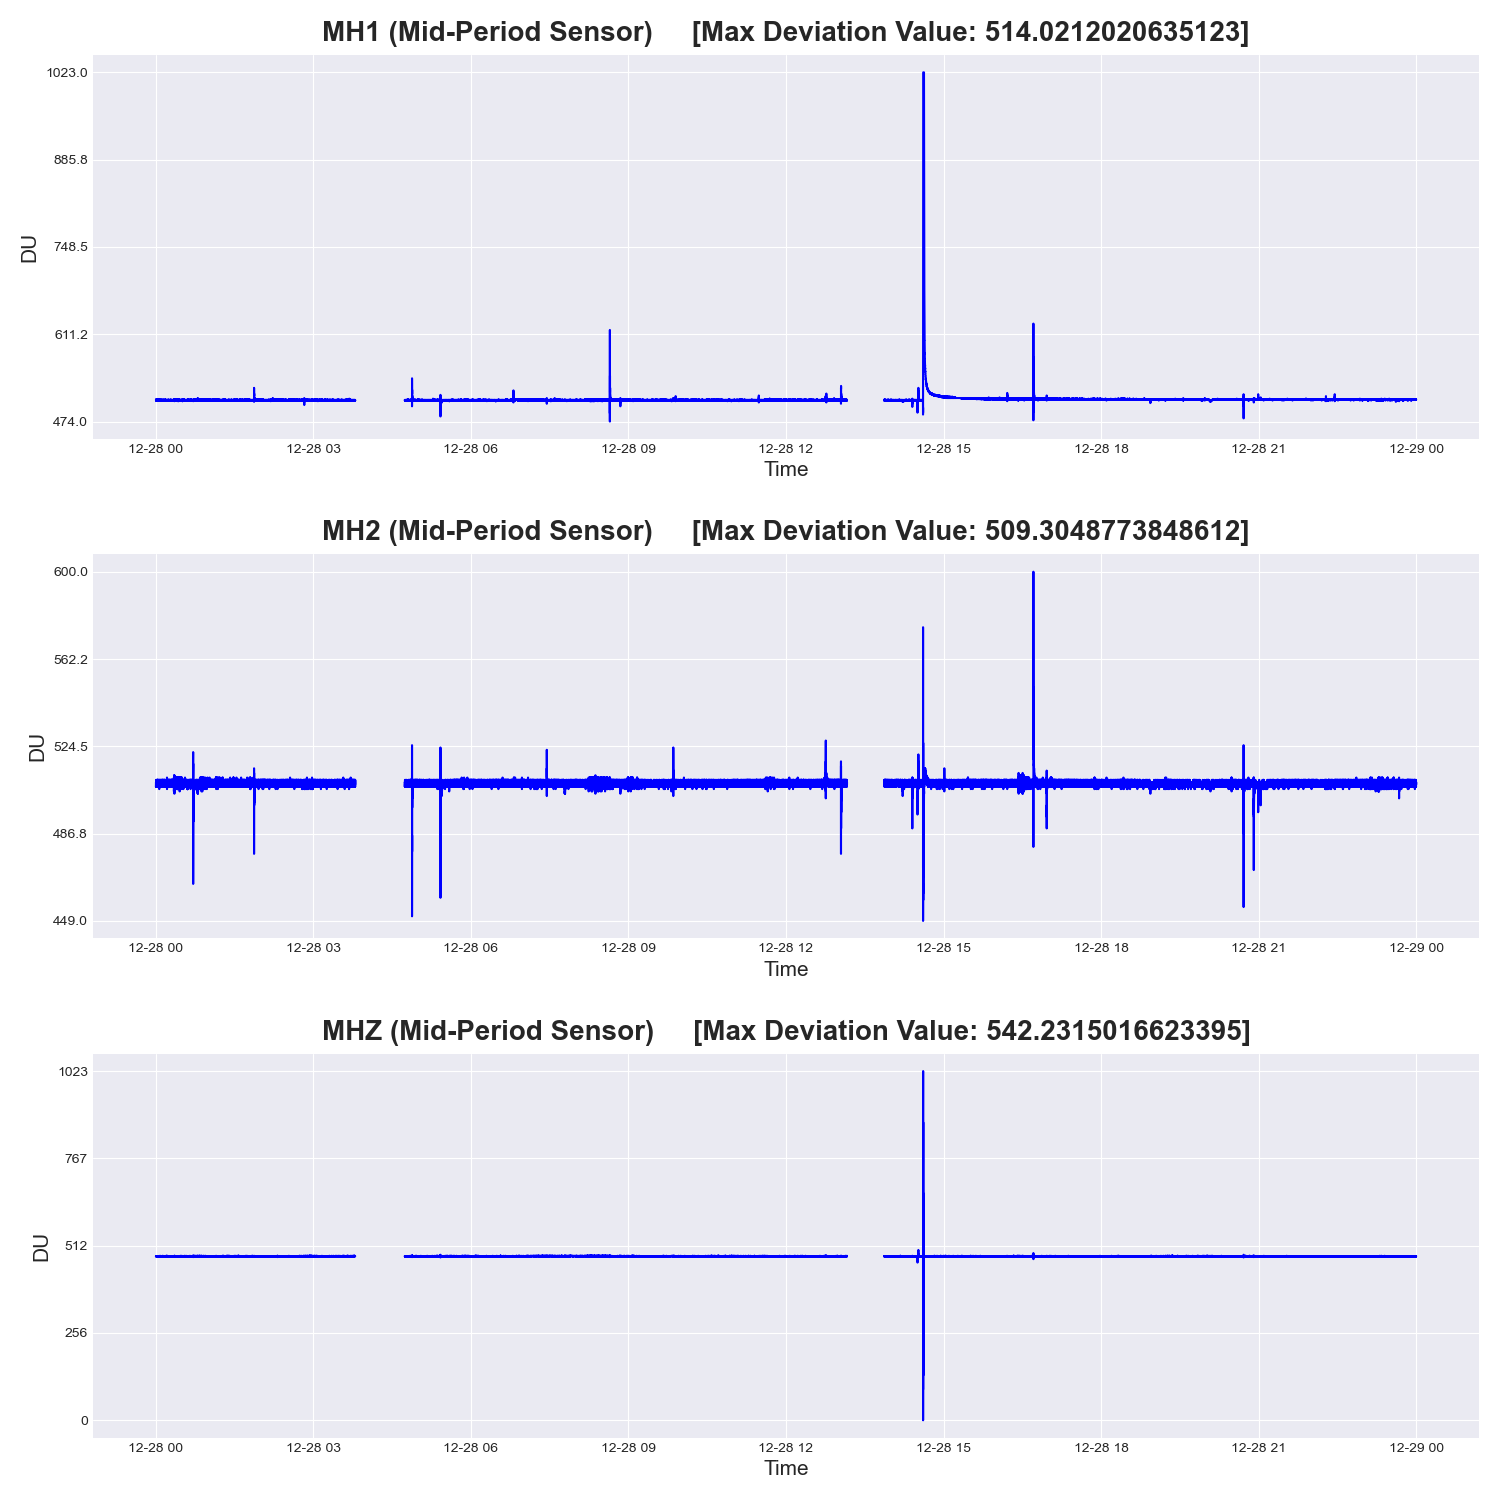 MH1 (Mid-Period Sensor) [Max Deviation Value: 514.0212020635123]
1023.0
885.8
748.5
611.2
474.0
DU
12-28 00 12-28 03 12-28 06 12-28 09 12-28 12 12-28 15 12-28 18 12-28 21 12-29 00
Time
MH2 (Mid-Period Sensor) [Max Deviation Value: 509.3048773848612]
600.0
562.2
524.5
486.8
449.0
DU
12-28 00 12-28 03 12-28 06 12-28 09 12-28 12 12-28 15 12-28 18 12-28 21 12-29 00
Time
MHZ (Mid-Period Sensor) [Max Deviation Value: 542.2315016623395]
1023
767
512
256
0
DU
12-28 00 12-28 03 12-28 06 12-28 09 12-28 12 12-28 15 12-28 18 12-28 21 12-29 00
Time